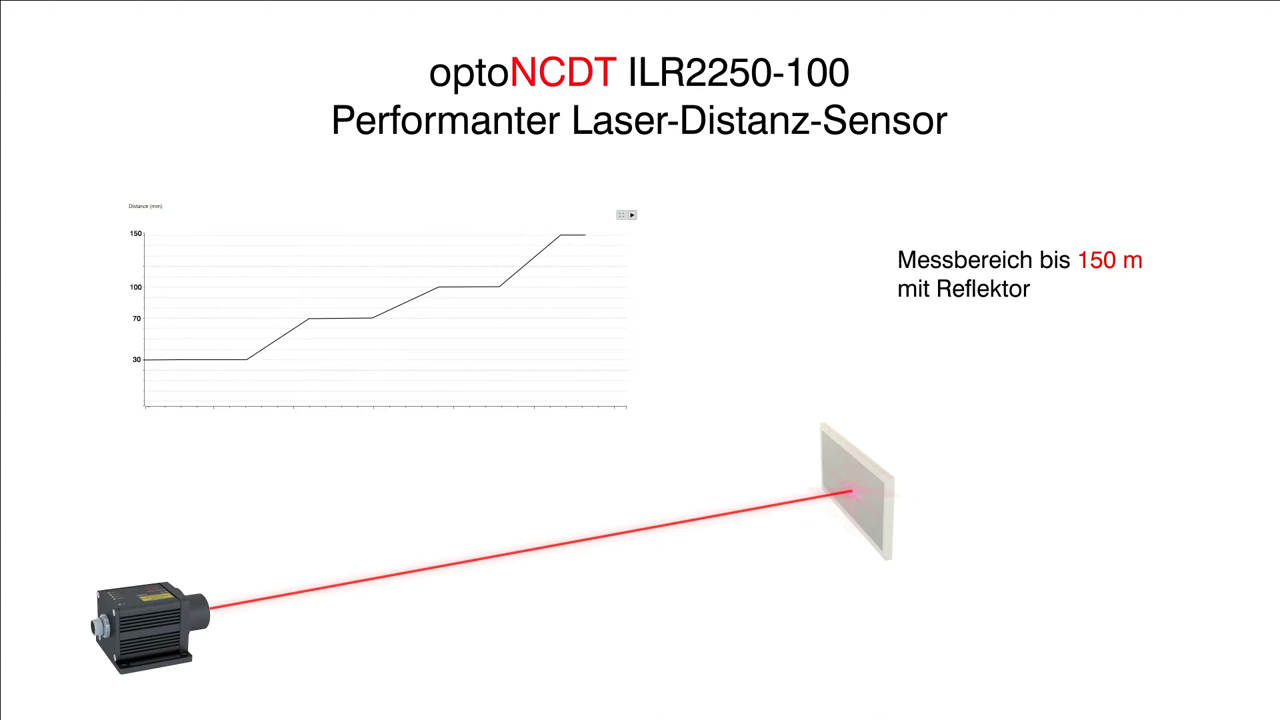 optoNCDT ILR2250-100
Performanter Laser-Distanz-Sensor
Distance (mm)
150
100
70
30
Messbereich bis 150 m
mit Reflektor